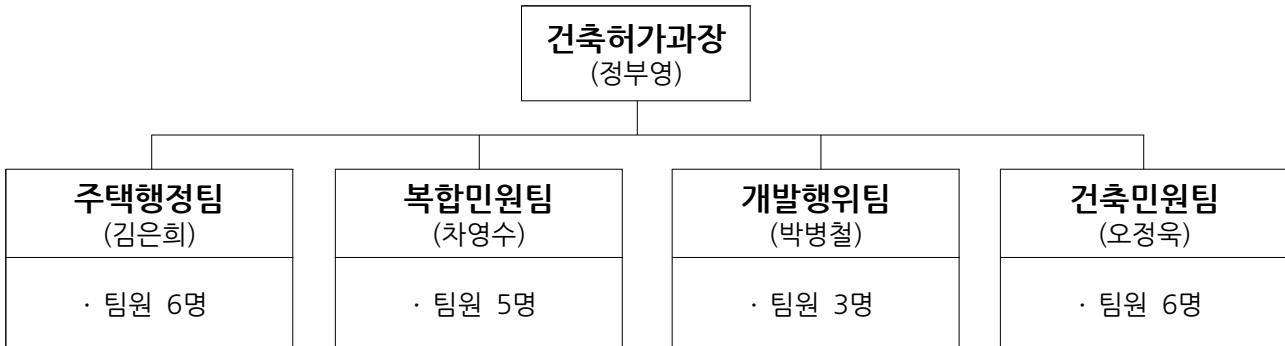 건축허가과장
(정부영)
주택행정팀
(김은희)
· 팀원 6명
복합민원팀
(차영수)
· 팀원 5명
개발행위팀
(박병철)
· 팀원 3명
건축민원팀
(오정욱)
· 팀원 6명